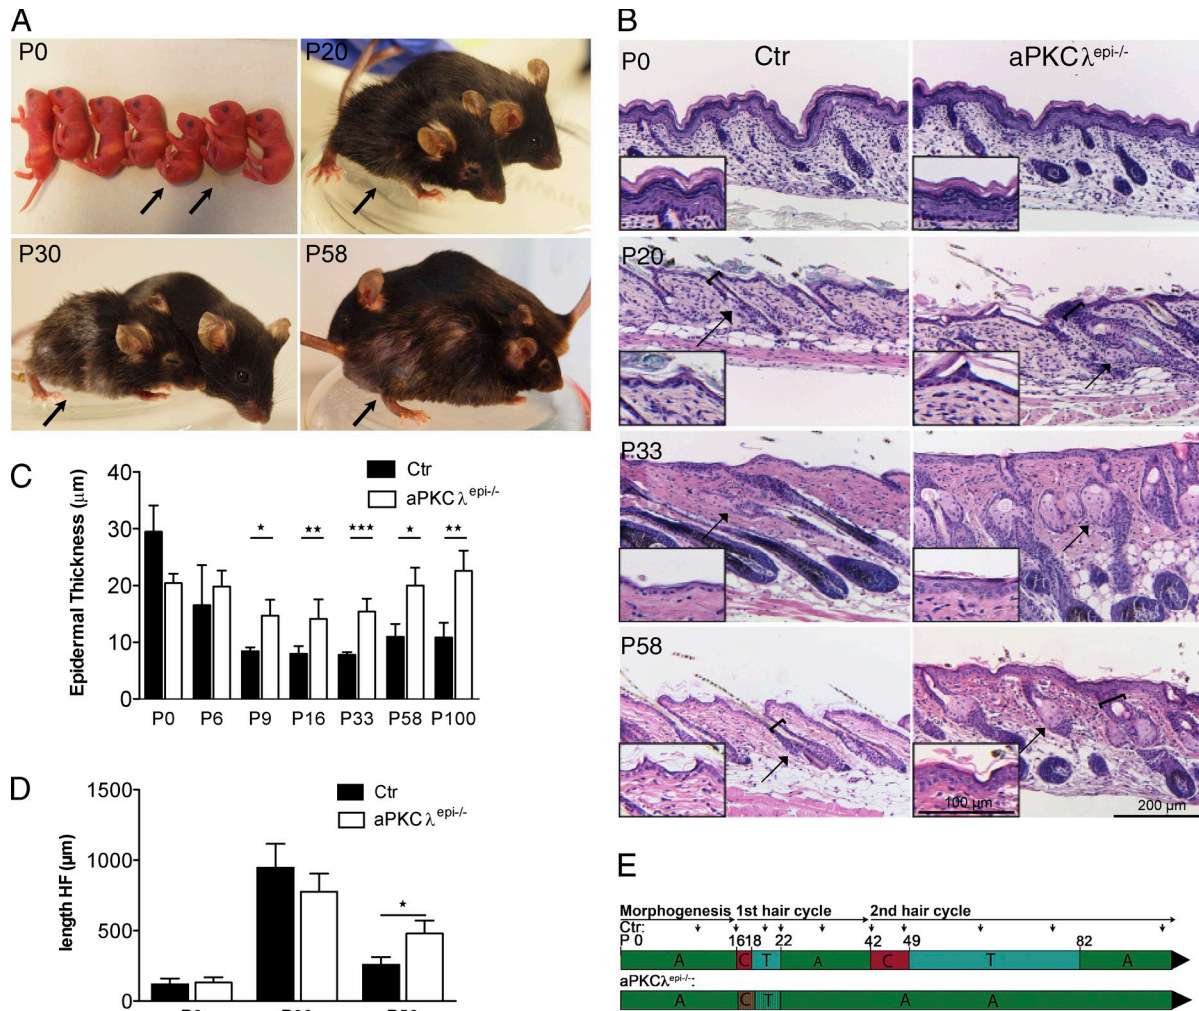 A
P0
P20
P30
P58
B
Ctr
aPKCλepi-/-
P0
P20
P33
P58
100 µm
200 µm
C
Epidermal Thickness (µm)
40
30
20
10
0
Ctr
aPKCλepi-/-
★
★★
★★★
★
★★
P0 P6 P9 P16 P33 P58 P100
D
length HF (µm)
1500
1000
500
0
Ctr
aPKCλepi-/-
★
E
Morphogenesis 1st hair cycle 2nd hair cycle
Ctr:
P 0 16 18 22 42 49 82
A C T A C T A
aPKCλepi-/-:
A C T A A